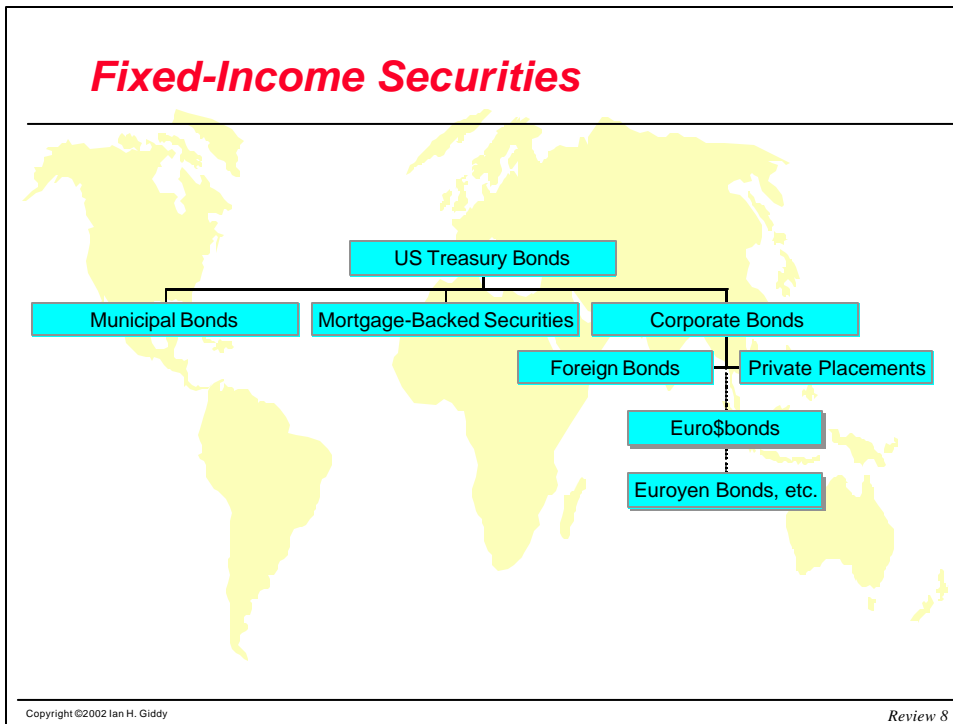 Fixed-Income Securities
US Treasury Bonds
Municipal Bonds
Mortgage-Backed Securities
Corporate Bonds
Foreign Bonds
Private Placements
Euro$bonds
Euroyen Bonds, etc.
Copyright ©2002 Ian H. Giddy
Review 8